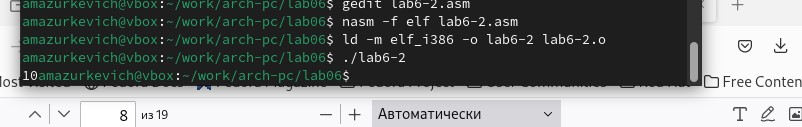 amazurkevich@vbox:~/work/arch-pc/lab06$ gedit lab6-2.asm
amazurkevich@vbox:~/work/arch-pc/lab06$ nasm -f elf lab6-2.asm
amazurkevich@vbox:~/work/arch-pc/lab06$ ld -m elf_i386 -o lab6-2 lab6-2.o
amazurkevich@vbox:~/work/arch-pc/lab06$ ./lab6-2
10amazurkevich@vbox:~/work/arch-pc/lab06$
Free Conten
8 из 19
Автоматически